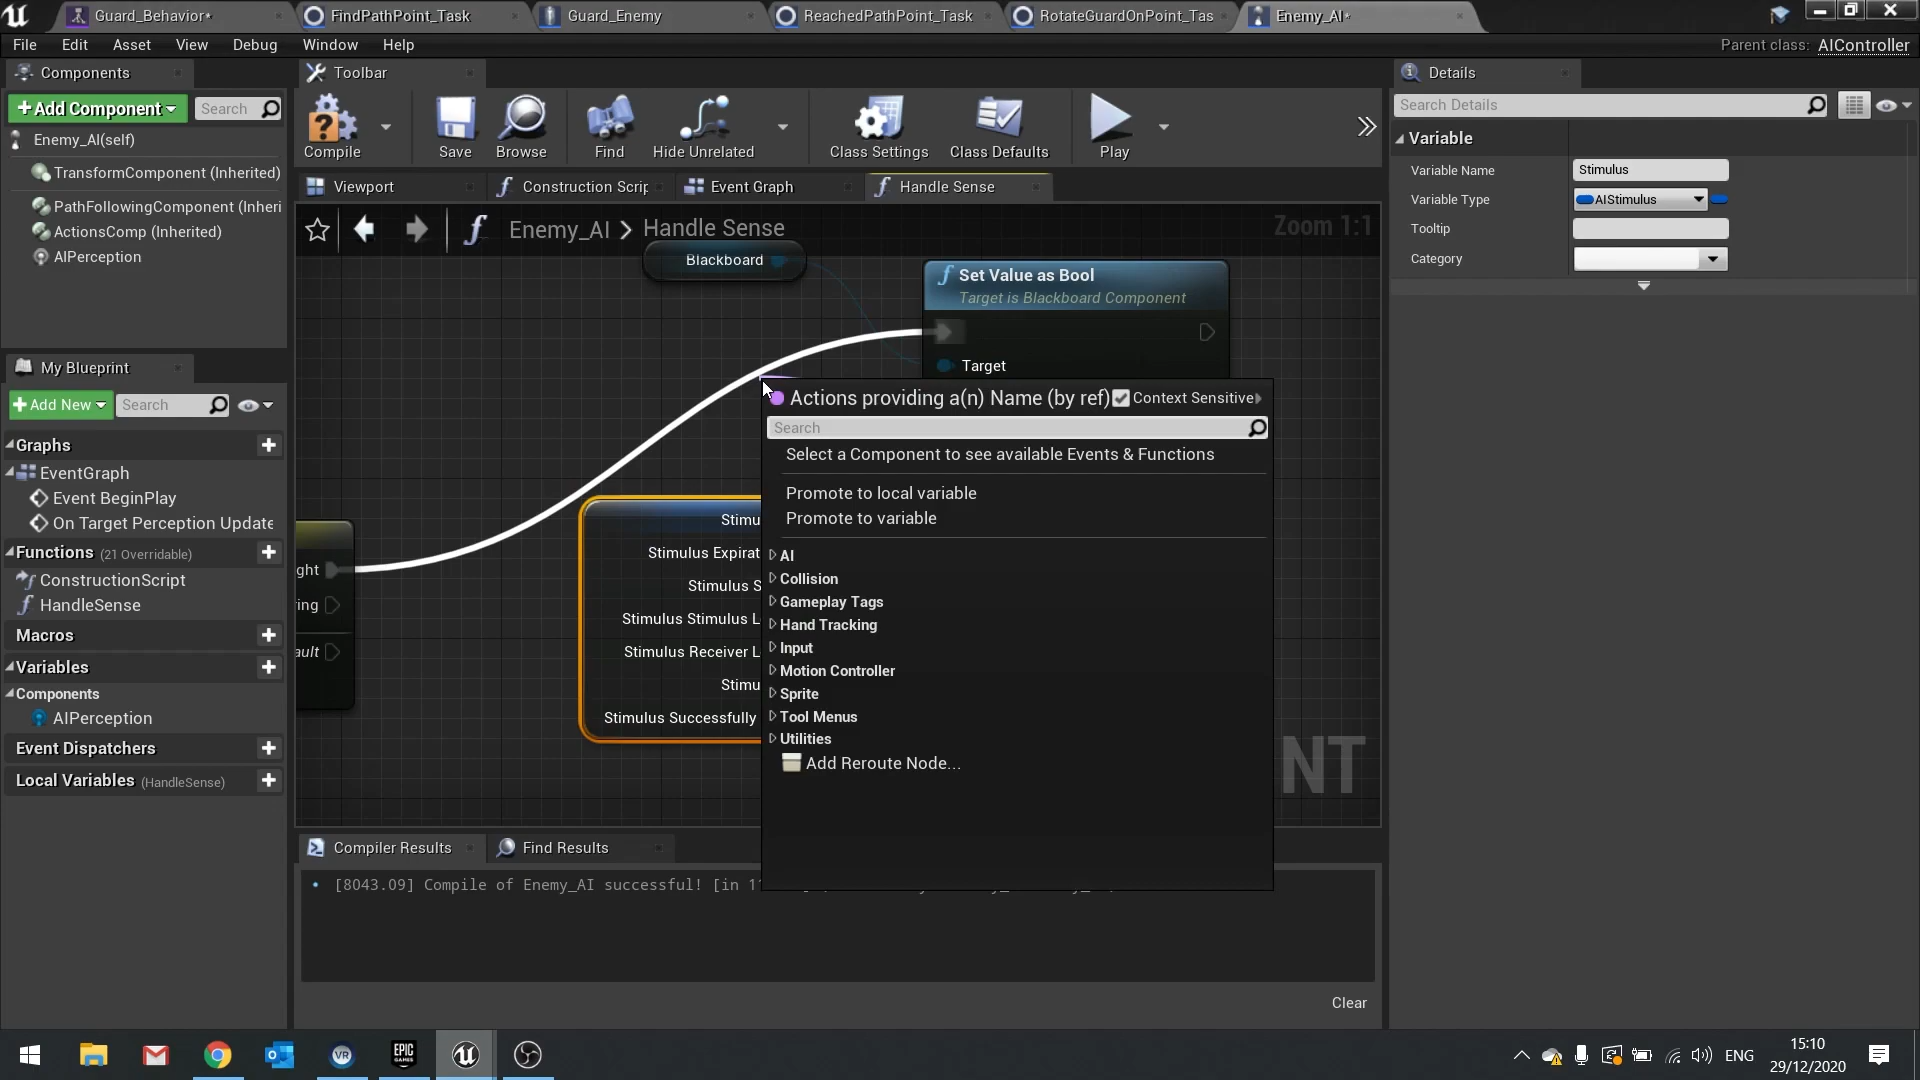 Guard_Behavior*
FindPathPoint_Task
Guard_Enemy
ReachedPathPoint_Task
RotateGuardOnPoint_Tas
Enemy_AI*
File
Edit
Asset
View
Debug
Window
Help
Parent class: AIController
Components
Toolbar
Details
+Add Component
Search
Search Details
Enemy_AI(self)
TransformComponent (Inherited)
PathFollowingComponent (Inheri
ActionsComp (Inherited)
AIPerception
Compile
Save
Browse
Find
Hide Unrelated
Class Settings
Class Defaults
Play
Variable
Variable Name
Stimulus
Variable Type
AIStimulus
Tooltip
Category
Viewport
Construction Scrip
Event Graph
Handle Sense
Enemy_AI > Handle Sense
Zoom 1:1
Blackboard
Set Value as Bool
Target is Blackboard Component
Target
Actions providing a(n) Name (by ref)
Context Sensitive
Search
Select a Component to see available Events & Functions
Promote to local variable
Promote to variable
AI
Collision
Gameplay Tags
Hand Tracking
Input
Motion Controller
Sprite
Tool Menus
Utilities
Add Reroute Node...
Stimu
Stimulus Expirat
Stimulus S
Stimulus Stimulus L
Stimulus Receiver L
Stimu
Stimulus Successfully
ght
ring
ault
NT
My Blueprint
+Add New
Search
Graphs
EventGraph
Event BeginPlay
On Target Perception Update
Functions (21 Overridable)
ConstructionScript
HandleSense
Macros
Variables
Components
AIPerception
Event Dispatchers
Local Variables (HandleSense)
Compiler Results
Find Results
[8043.09] Compile of Enemy_AI successful! [in 1
Clear
VR
EPIC
GAMES
ENG
15:10
29/12/2020